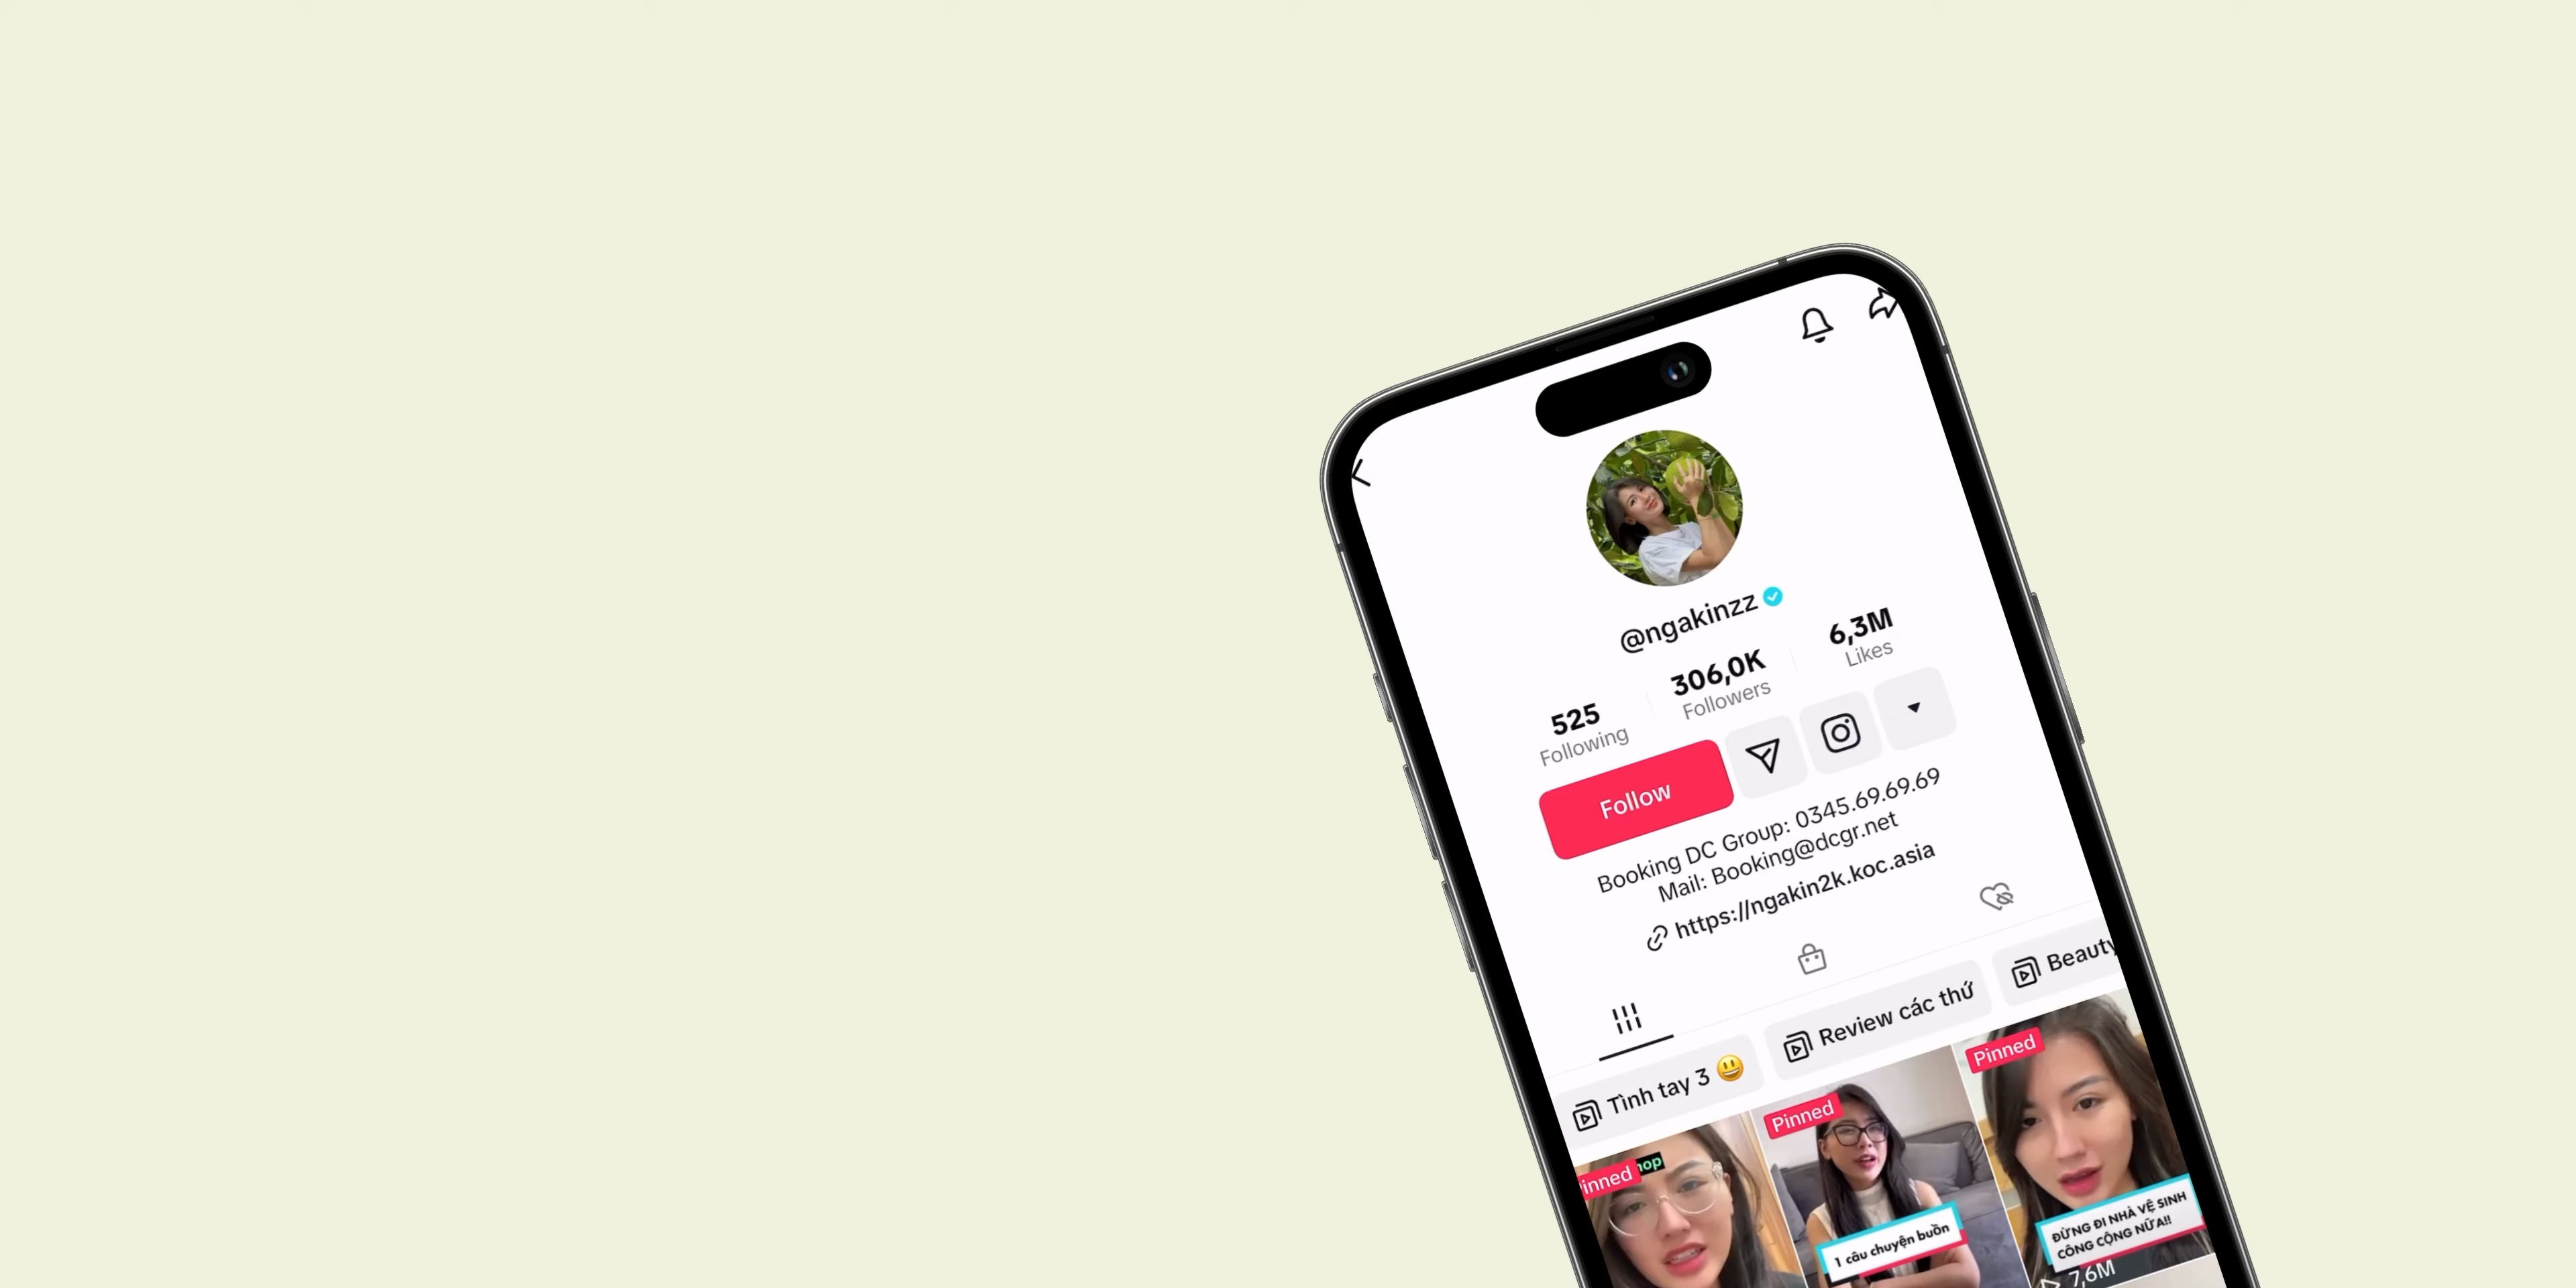 @ngakinzz
525
Following
306,0K
Followers
6,3M
Likes
Follow
Booking DC Group: 0345.69.69.69
Mail: Booking@dcgr.net
https://ngakin2k.koc.asia
Tình tay 3 😃
Review các thứ
Beauty
inned
hop
Pinned
1 câu chuyện buồn
Pinned
ĐỪNG ĐI NHÀ VỆ SINH
CÔNG CỘNG NỮA!!
7,6M